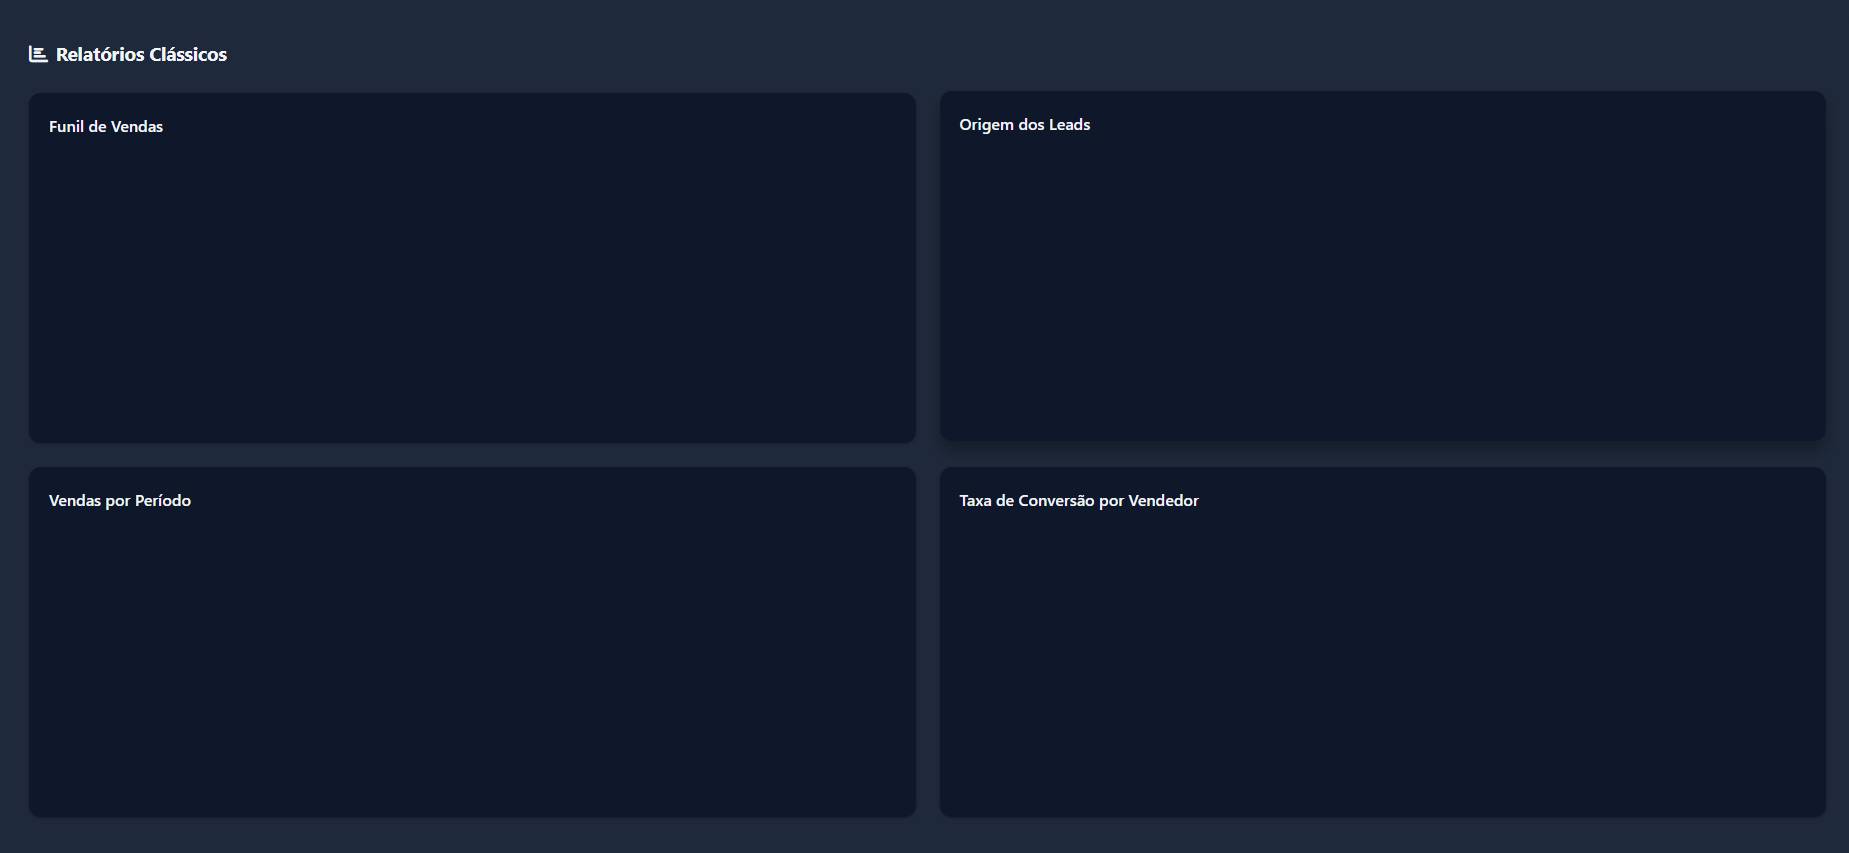 Relatórios Clássicos
Funil de Vendas
Origem dos Leads
Vendas por Período
Taxa de Conversão por Vendedor